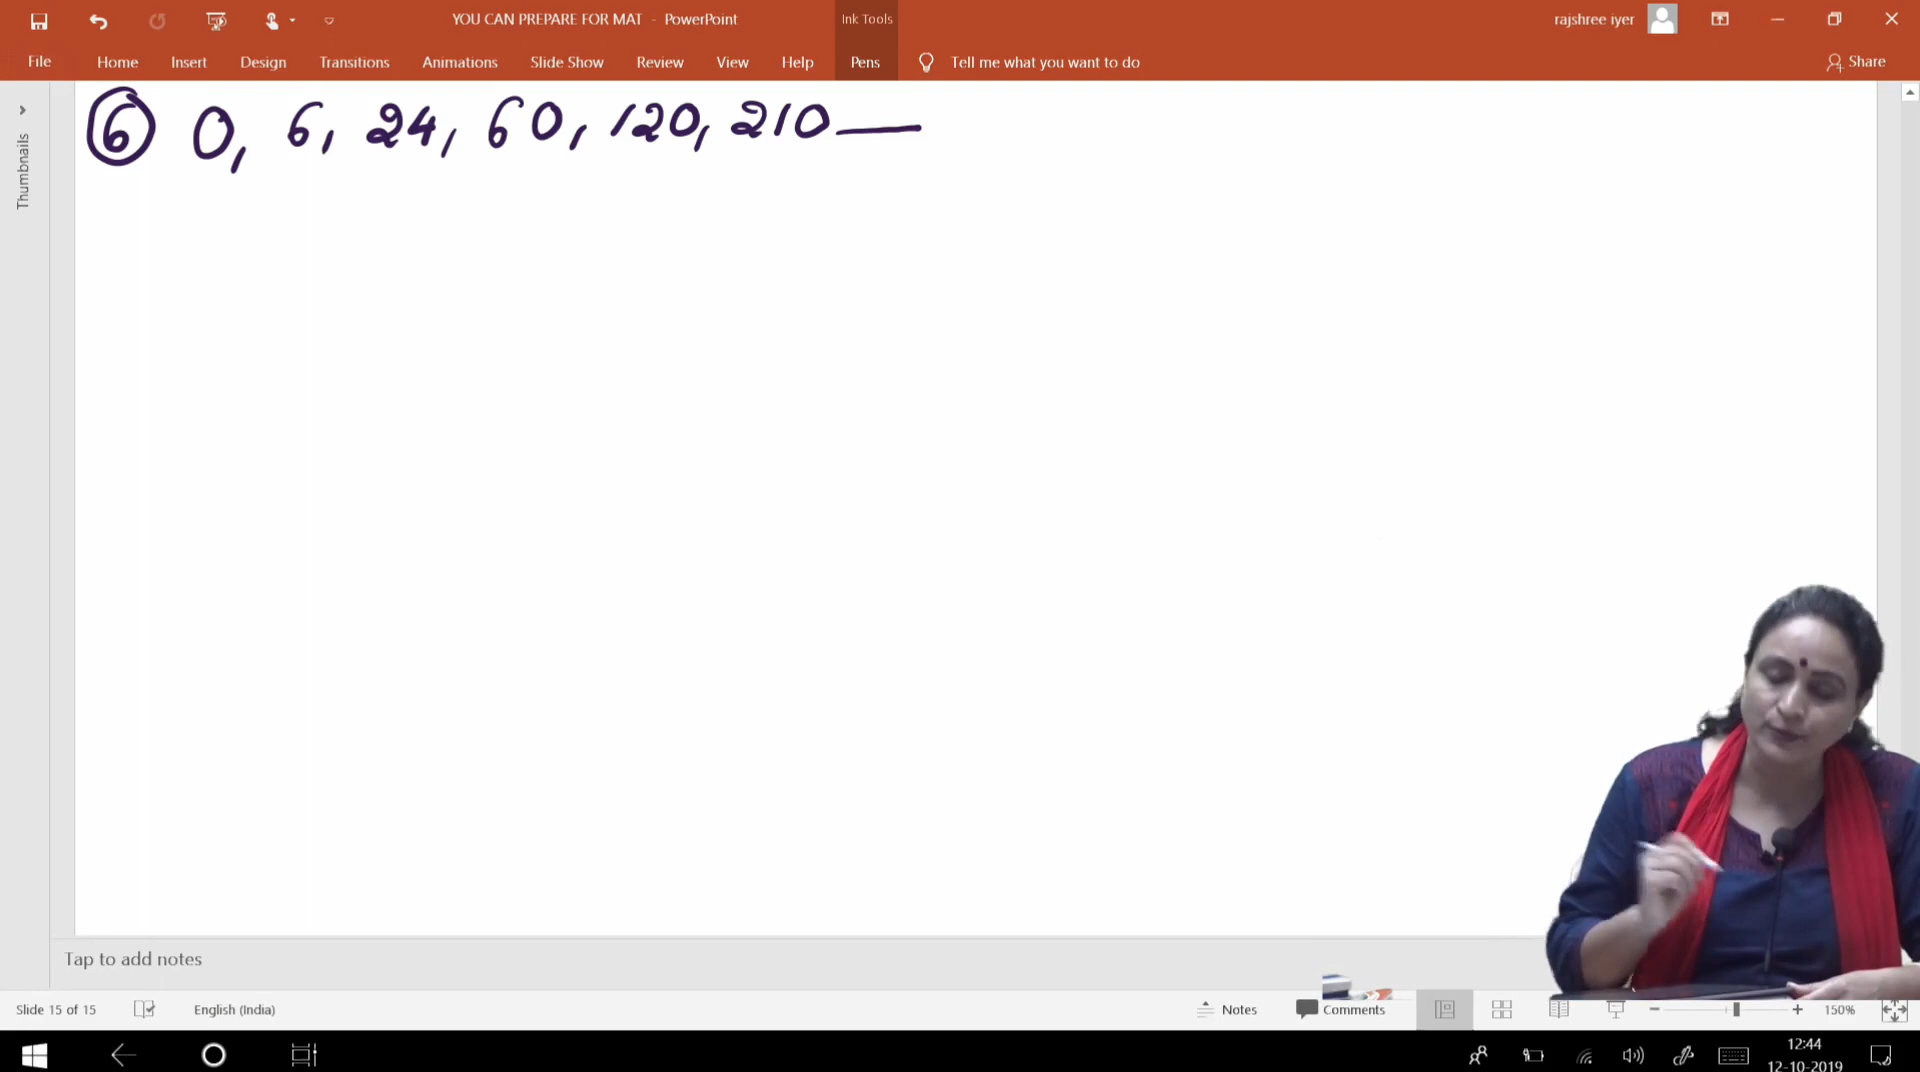 YOU CAN PREPARE FOR MAT - PowerPoint
Ink Tools
rajshree iyer
File Home Insert Design Transitions Animations Slide Show Review View Help Pens Tell me what you want to do Share
Thumbnails
6 0, 6, 24, 60, 120, 210 __
Tap to add notes
Slide 15 of 15 English (India) Notes Comments 150%
12:44
12-10-2019